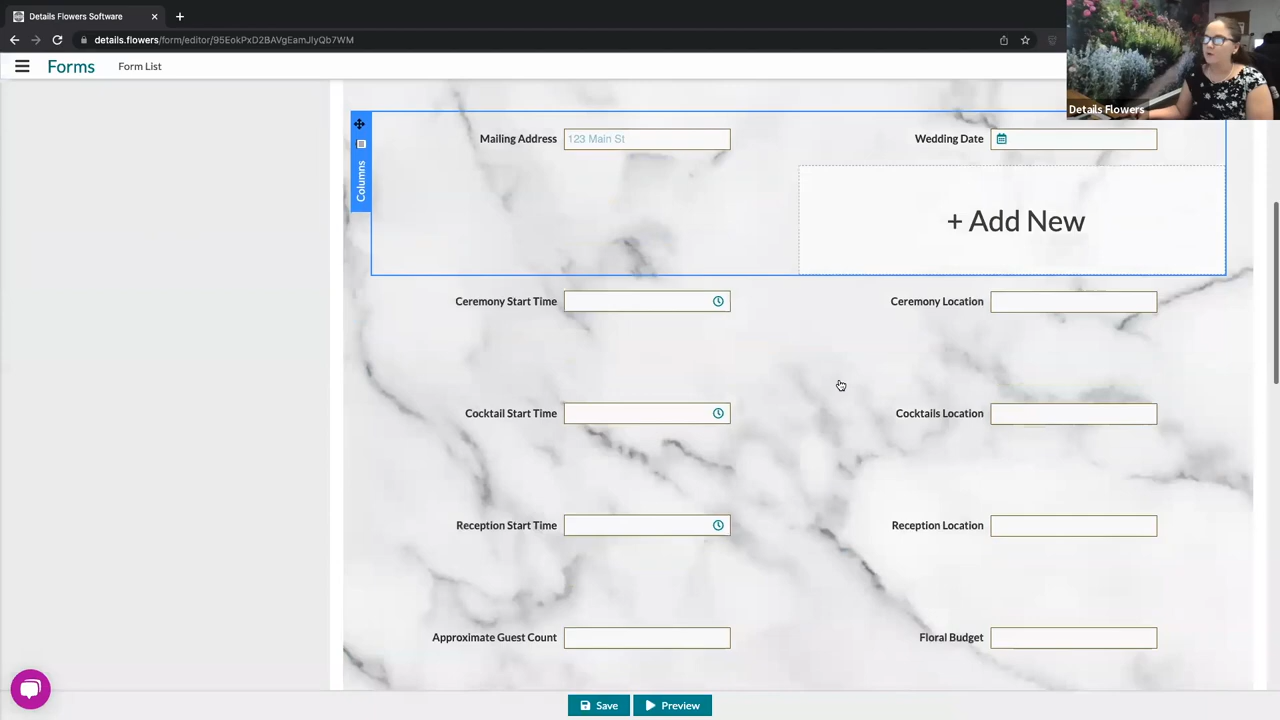 Details Flowers Software
details.flowers/form/editor/95EokPxD2BAVgEamJlyQb7WM
Forms
Form List
Details Flowers
Columns
Mailing Address
123 Main St
Wedding Date
+ Add New
Ceremony Start Time
Ceremony Location
Cocktail Start Time
Cocktails Location
Reception Start Time
Reception Location
Approximate Guest Count
Floral Budget
Save
Preview